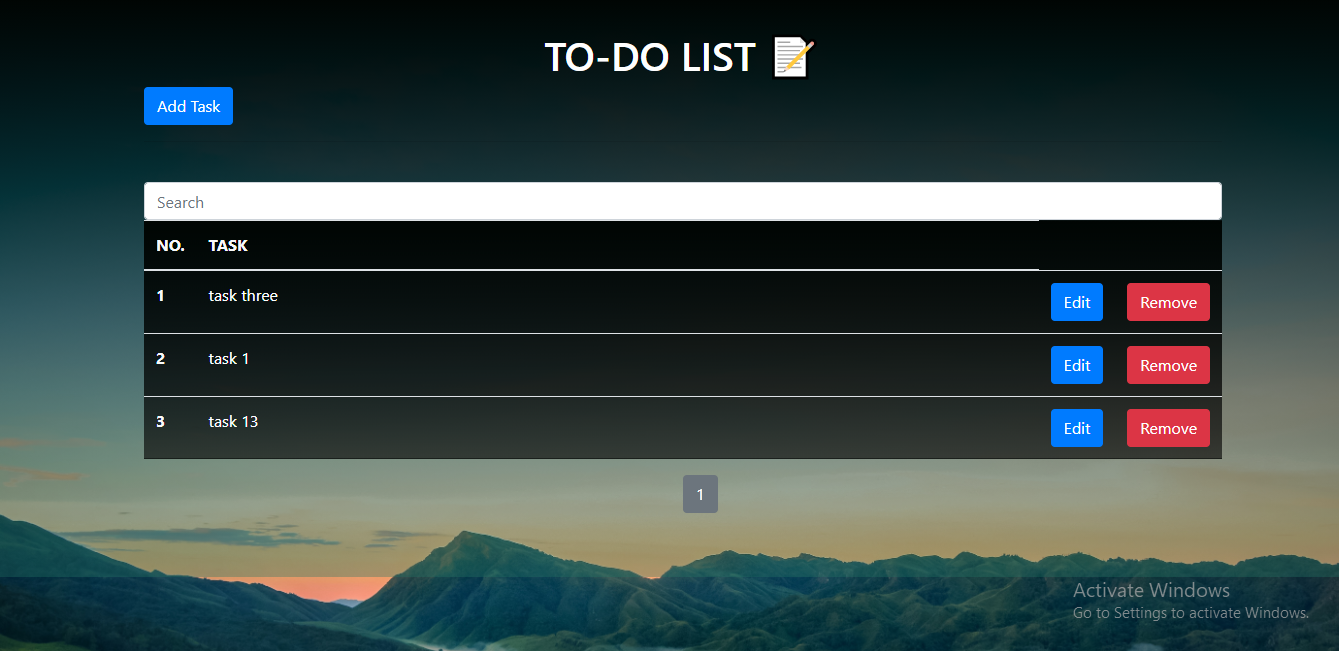 TO-DO LIST 📝
Add Task
Search
NO. TASK
1 task three Edit Remove
2 task 1 Edit Remove
3 task 13 Edit Remove
1
Activate Windows
Go to Settings to activate Windows.